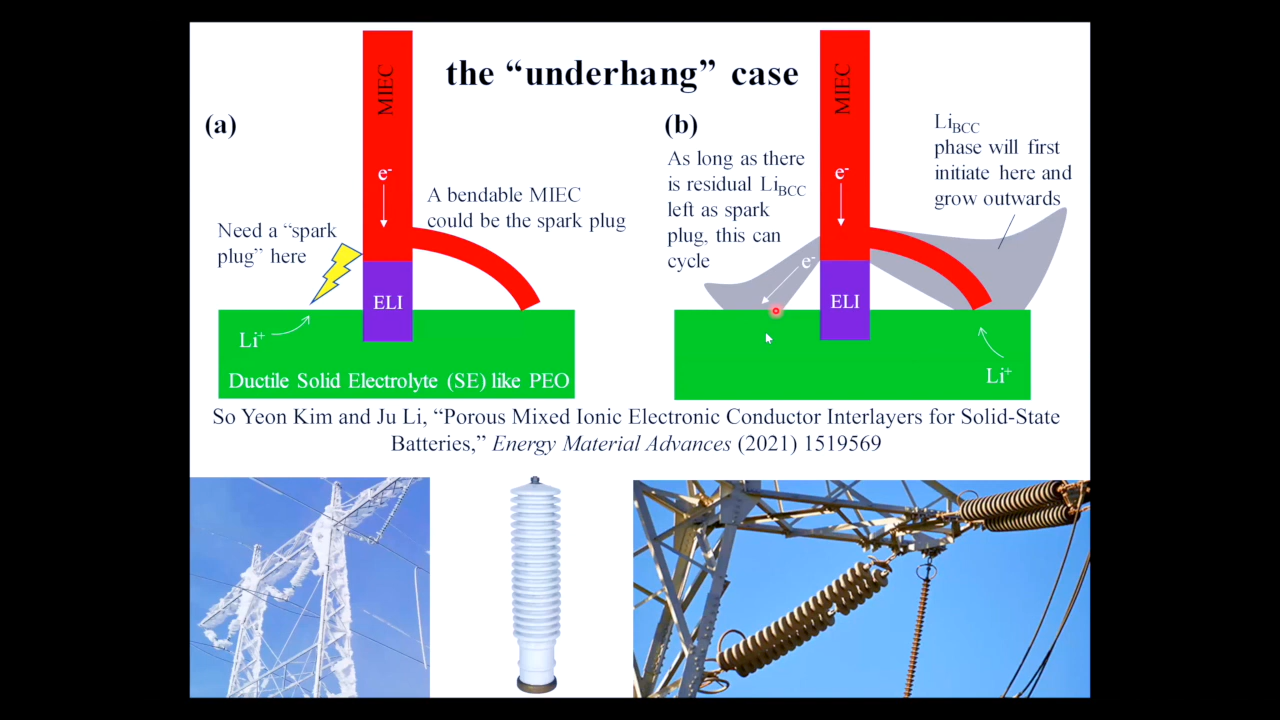 the “underhang” case
(a)
MIEC
e-
Need a “spark
plug” here
A bendable MIEC
could be the spark plug
ELI
Li+
Ductile Solid Electrolyte (SE) like PEO
(b)
MIEC
e-
As long as there
is residual LiBCC
left as spark
plug, this can
cycle
LiBCC
phase will first
initiate here and
grow outwards
e-
ELI
Li+
So Yeon Kim and Ju Li, “Porous Mixed Ionic Electronic Conductor Interlayers for Solid-State
Batteries,” Energy Material Advances (2021) 1519569